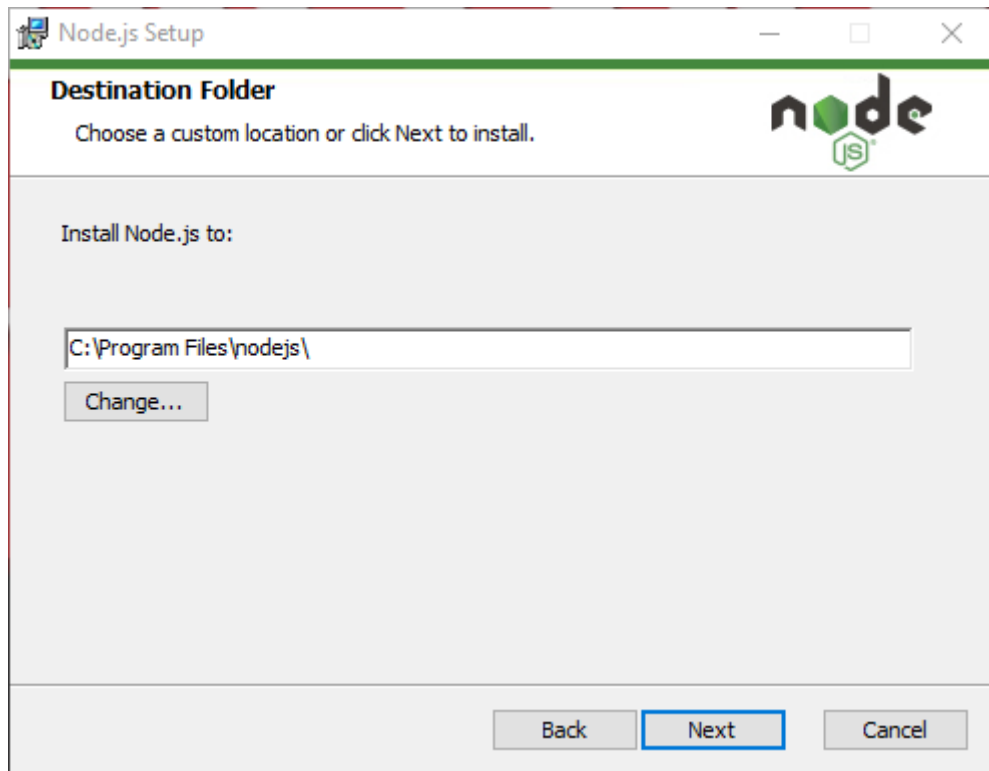 Node.js Setup
Destination Folder
Choose a custom location or click Next to install.
node
JS
Install Node.js to:
C:\Program Files\nodejs\
Change...
Back Next Cancel